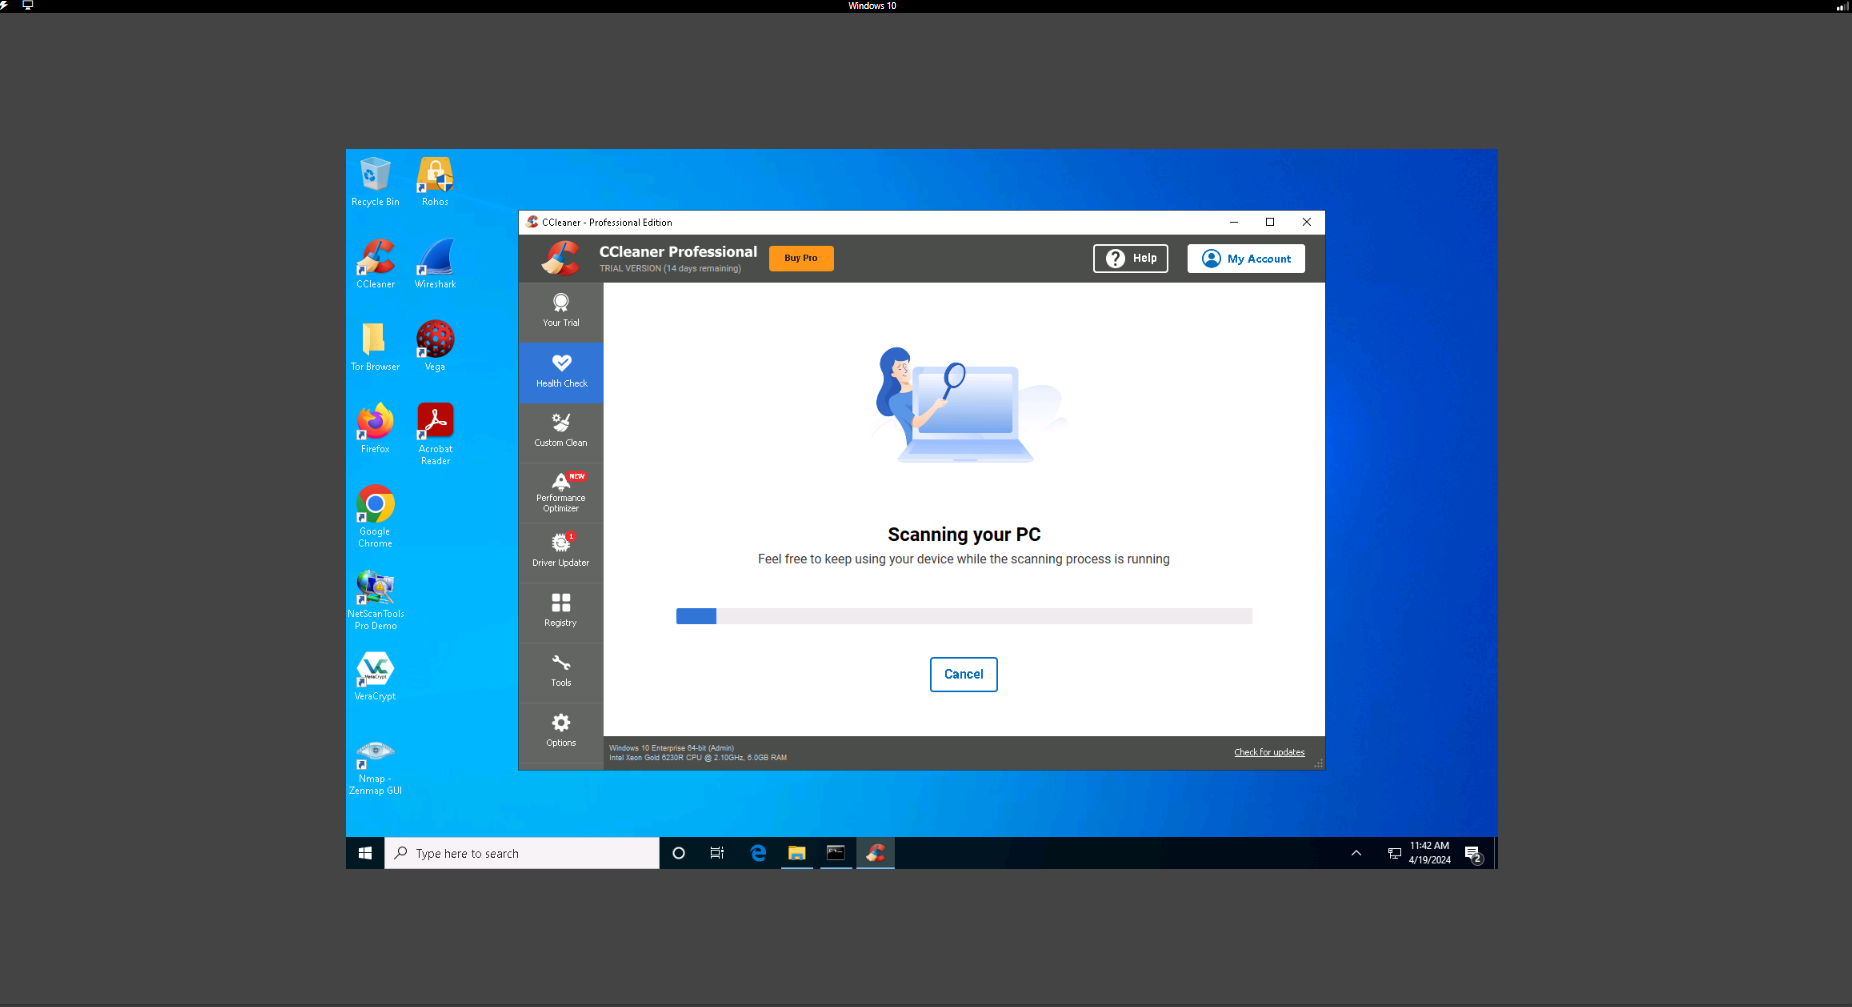 Windows 10
Recycle Bin
Rohos
CCleaner
Wireshark
Tor Browser
Vega
Firefox
Acrobat
Reader
Google
Chrome
NetScanTools
Pro Demo
VeraCrypt
Nmap -
Zenmap GUI
CCleaner - Professional Edition
CCleaner Professional
TRIAL VERSION (14 days remaining)
Buy Pro
Help
My Account
Your Trial
Health Check
Custom Clean
NEW
Performance
Optimizer
1
Driver Updater
Registry
Tools
Options
Scanning your PC
Feel free to keep using your device while the scanning process is running
Cancel
Windows 10 Enterprise 64-bit (Admin)
Intel Xeon Gold 6230R CPU @ 2.10GHz, 6.0GB RAM
Check for updates
Type here to search
11:42 AM
4/19/2024
2